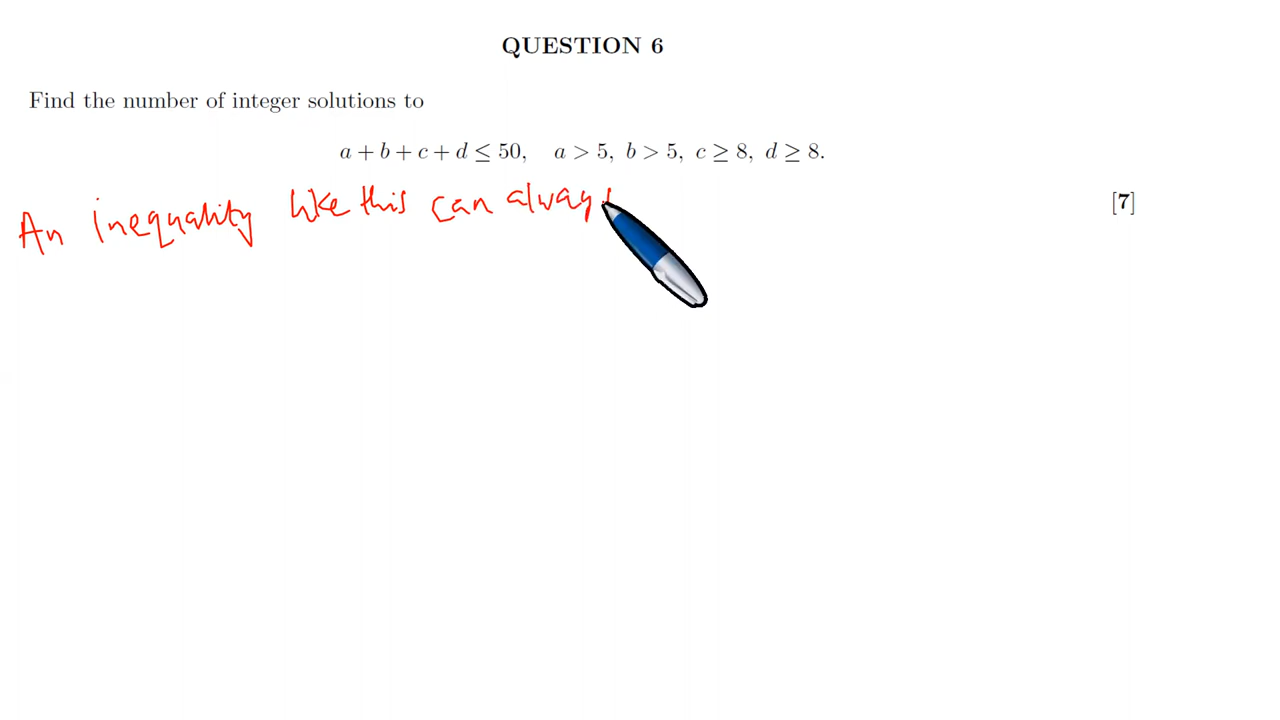 QUESTION 6
Find the number of integer solutions to
a + b + c + d ≤ 50, a > 5, b > 5, c ≥ 8, d ≥ 8.
[7]
An inequality like this can always